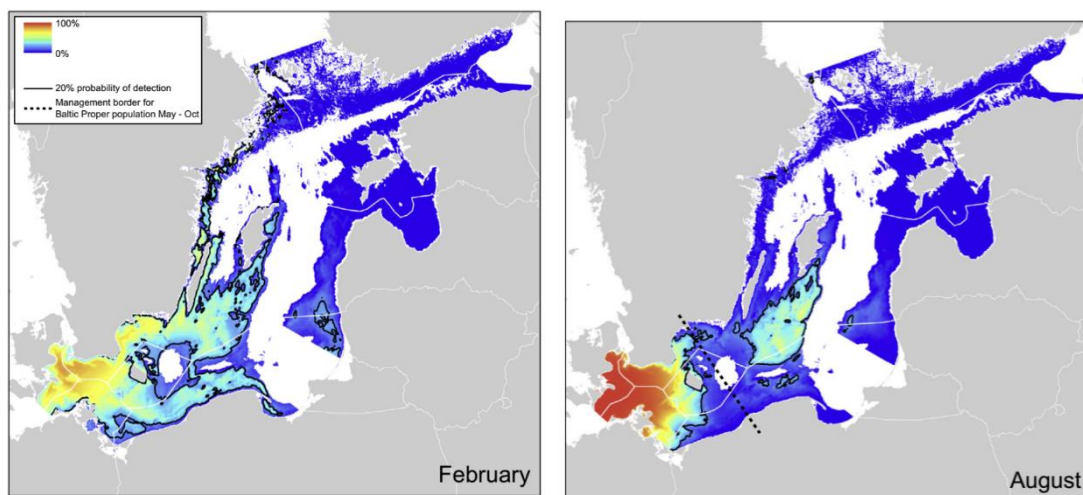 100%
0%
20% probability of detection
Management border for
Baltic Proper population May - Oct
February
August